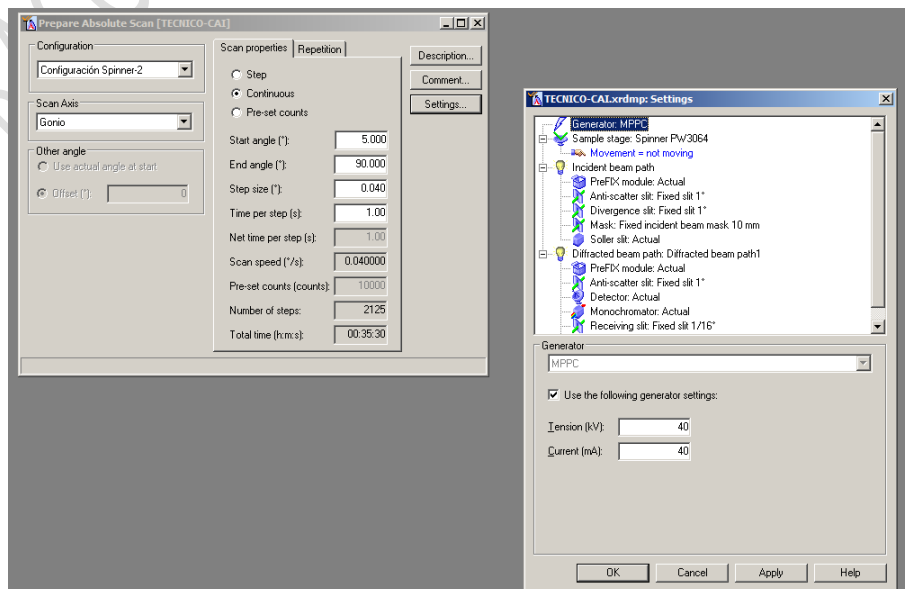 Prepare Absolute Scan [TECNICO-CAI]
Configuration
Configuración Spinner-2
Scan Axis
Gonio
Other angle
Use actual angle at start
Offset (°): 0
Scan properties
Repetition
Step
Continuous
Pre-set counts
Start angle (°): 5.000
End angle (°): 90.000
Step size (°): 0.040
Time per step (s): 1.00
Net time per step (s): 1.00
Scan speed (°/s): 0.040000
Pre-set counts (counts): 10000
Number of steps: 2125
Total time (h:m:s): 00:35:30
Description...
Comment...
Settings...
TECNICO-CAI.xrdmp: Settings
Generator: MPPC
Sample stage: Spinner PW3064
Movement = not moving
Incident beam path
PreFIX module: Actual
Anti-scatter slit: Fixed slit 1°
Divergence slit: Fixed slit 1°
Mask: Fixed incident beam mask 10 mm
Soller slit: Actual
Diffracted beam path: Diffracted beam path1
PreFIX module: Actual
Anti-scatter slit: Fixed slit 1°
Detector: Actual
Monochromator: Actual
Receiving slit: Fixed slit 1/16°
Generator
MPPC
Use the following generator settings:
Tension (kV): 40
Current (mA): 40
OK
Cancel
Apply
Help